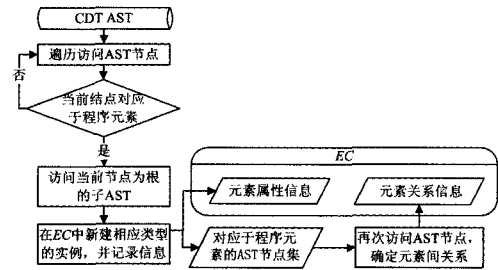 CDT AST
遍历访问AST节点
否
当前结点对应
于程序元素
是
访问当前节点为根
的子AST
在EC中新建相应类型
的实例，并记录信息
EC
元素属性信息
元素关系信息
对应于程序元
素的AST节点集
再次访问AST节点，
确定元素间关系